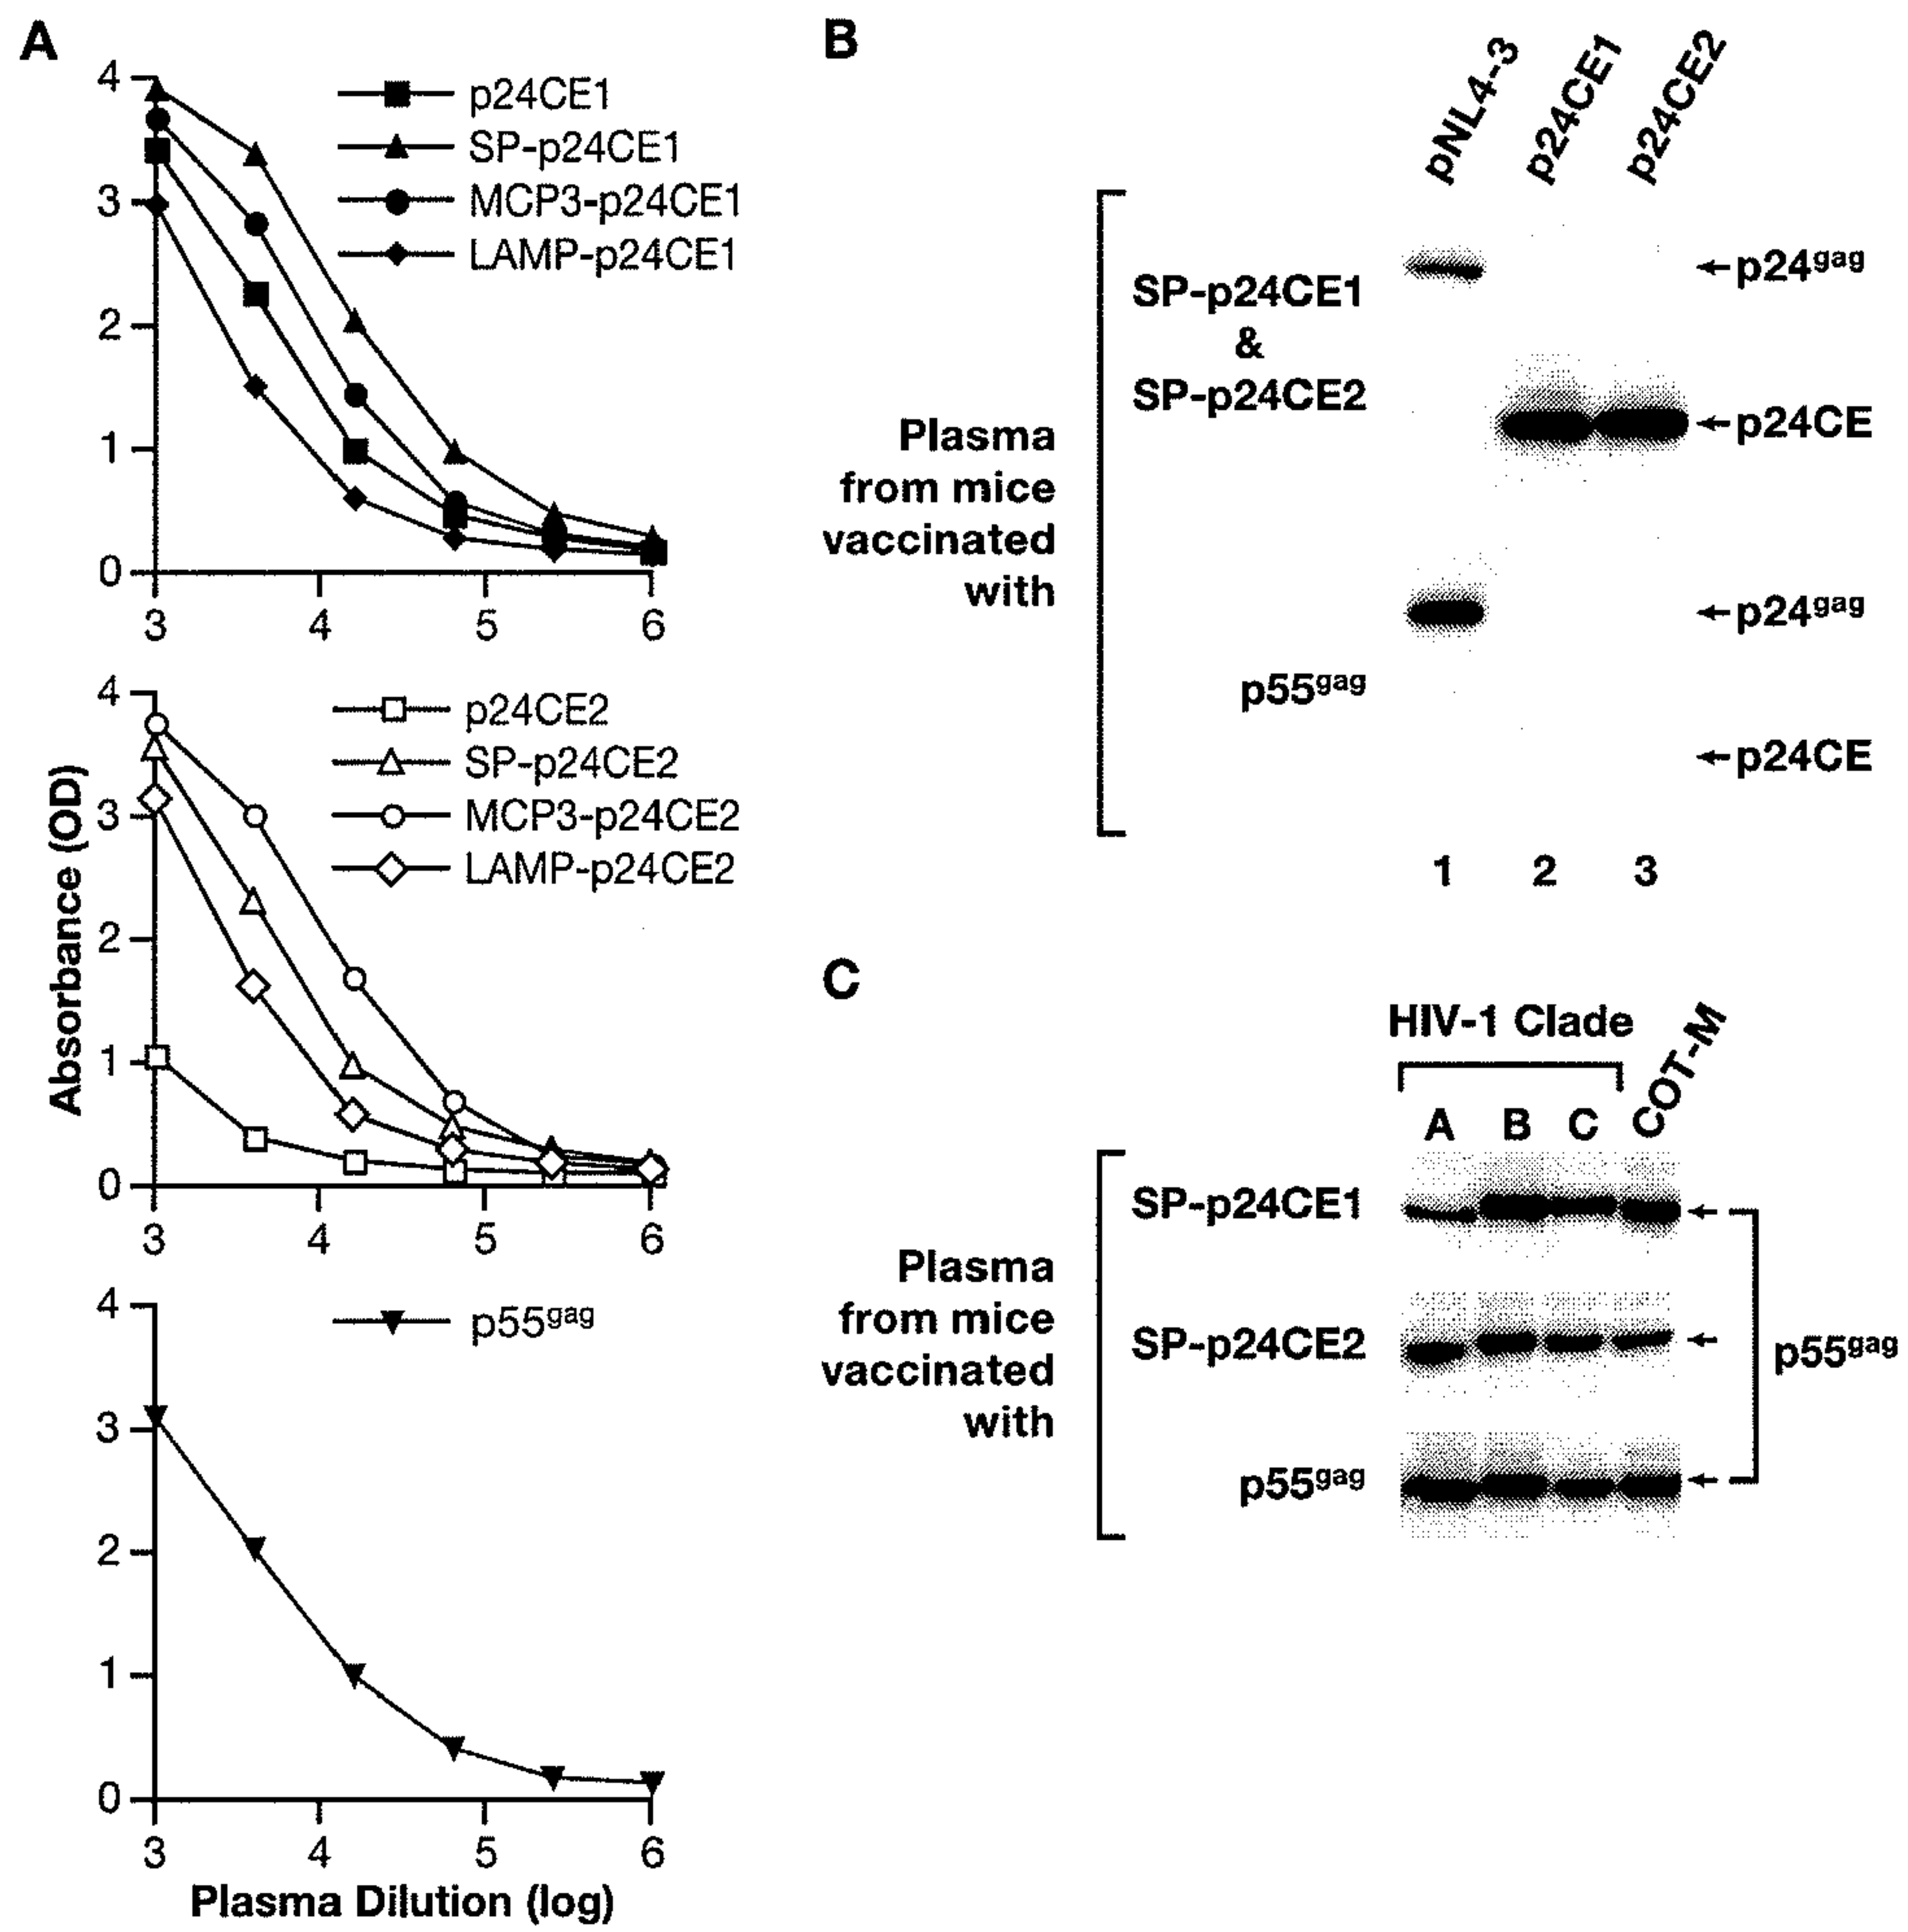 A
4
3
2
1
0
3 4 5 6
p24CE1
SP-p24CE1
MCP3-p24CE1
LAMP-p24CE1
4
3
2
1
0
3 4 5 6
p24CE2
SP-p24CE2
MCP3-p24CE2
LAMP-p24CE2
Absorbance (OD)
4
3
2
1
0
3 4 5 6
p55gag
Plasma Dilution (log)
B
pNL4-3
p24CE1
p24CE2
Plasma
from mice
vaccinated
with
SP-p24CE1
&
SP-p24CE2
p55gag
p24gag
p24CE
p24gag
p24CE
1 2 3
C
HIV-1 Clade
A B C
COT-M
Plasma
from mice
vaccinated
with
SP-p24CE1
SP-p24CE2
p55gag
p55gag